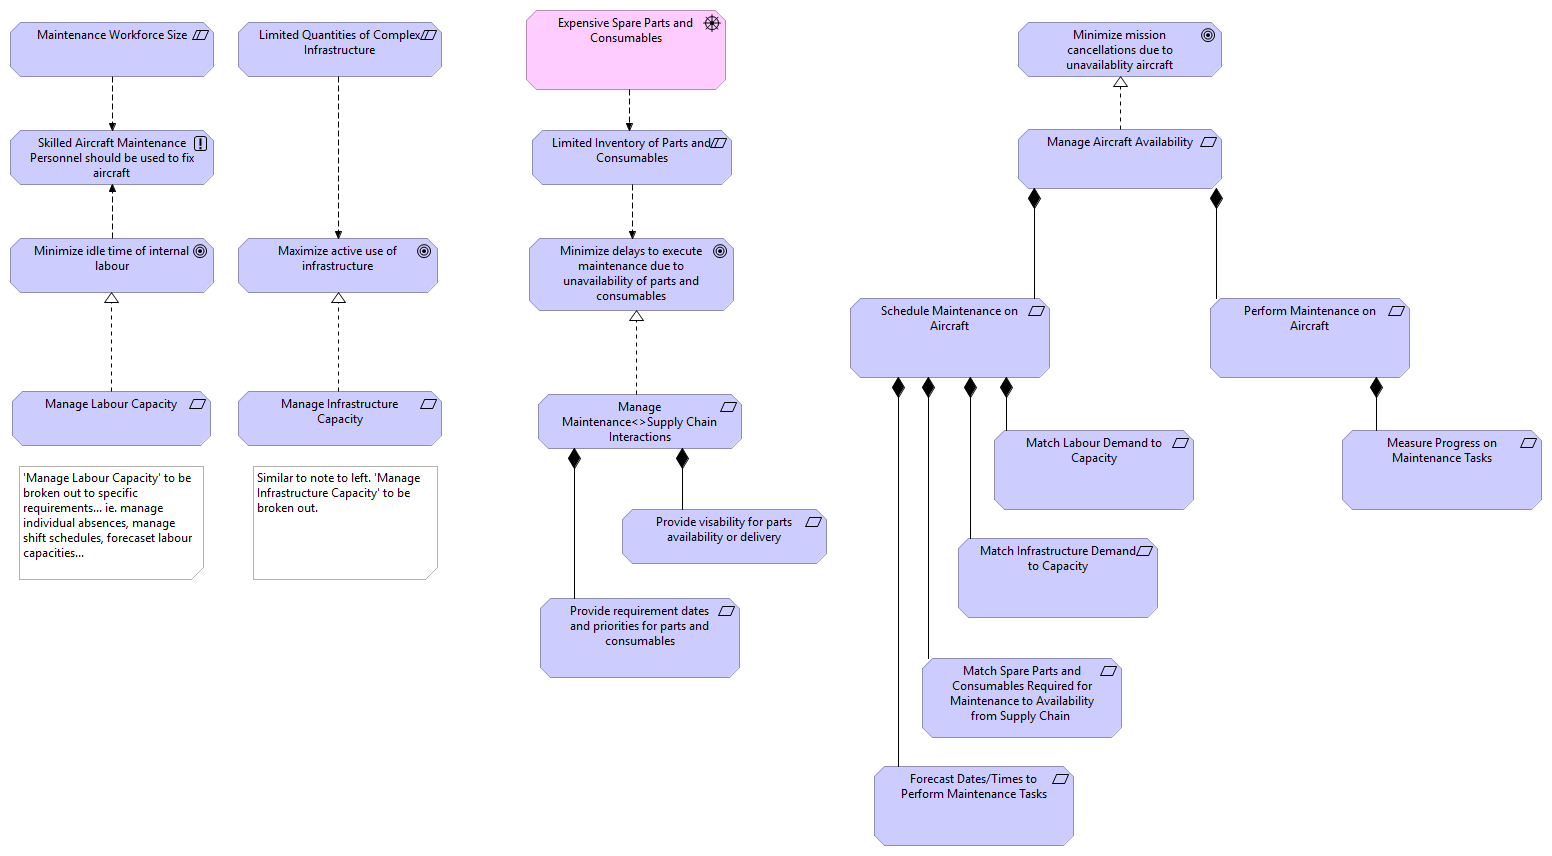 Maintenance Workforce Size
Limited Quantities of Complex
Infrastructure
Expensive Spare Parts and
Consumables
Minimize mission
cancellations due to
unavailablity aircraft
Skilled Aircraft Maintenance
Personnel should be used to fix
aircraft
Limited Inventory of Parts and
Consumables
Manage Aircraft Availability
Minimize idle time of internal
labour
Maximize active use of
infrastructure
Minimize delays to execute
maintenance due to
unavailability of parts and
consumables
Schedule Maintenance on
Aircraft
Perform Maintenance on
Aircraft
Manage Labour Capacity
Manage Infrastructure
Capacity
Manage
Maintenance<>Supply Chain
Interactions
Match Labour Demand to
Capacity
Measure Progress on
Maintenance Tasks
'Manage Labour Capacity' to be
broken out to specific
requirements... ie. manage
individual absences, manage
shift schedules, forecaset labour
capacities...
Similar to note to left. 'Manage
Infrastructure Capacity' to be
broken out.
Provide visability for parts
availability or delivery
Match Infrastructure Demand
to Capacity
Provide requirement dates
and priorities for parts and
consumables
Match Spare Parts and
Consumables Required for
Maintenance to Availability
from Supply Chain
Forecast Dates/Times to
Perform Maintenance Tasks